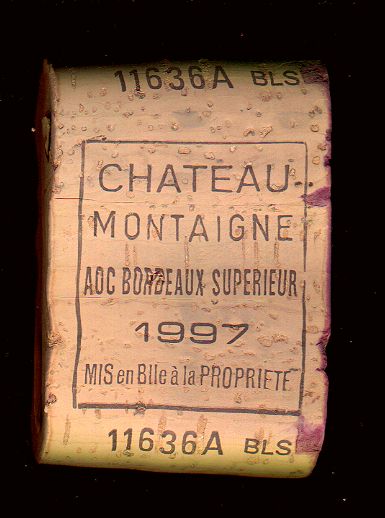 11636A BLS
CHATEAU
MONTAIGNE
AOC BORDEAUX SUPERIEUR
1997
MIS en Blle à la PROPRIETE
11636A BLS